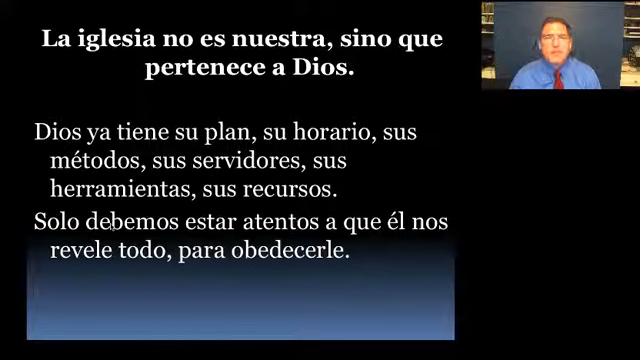 La iglesia no es nuestra, sino que
pertenece a Dios.
Dios ya tiene su plan, su horario, sus
métodos, sus servidores, sus
herramientas, sus recursos.
Solo debemos estar atentos a que él nos
revele todo, para obedecerle.